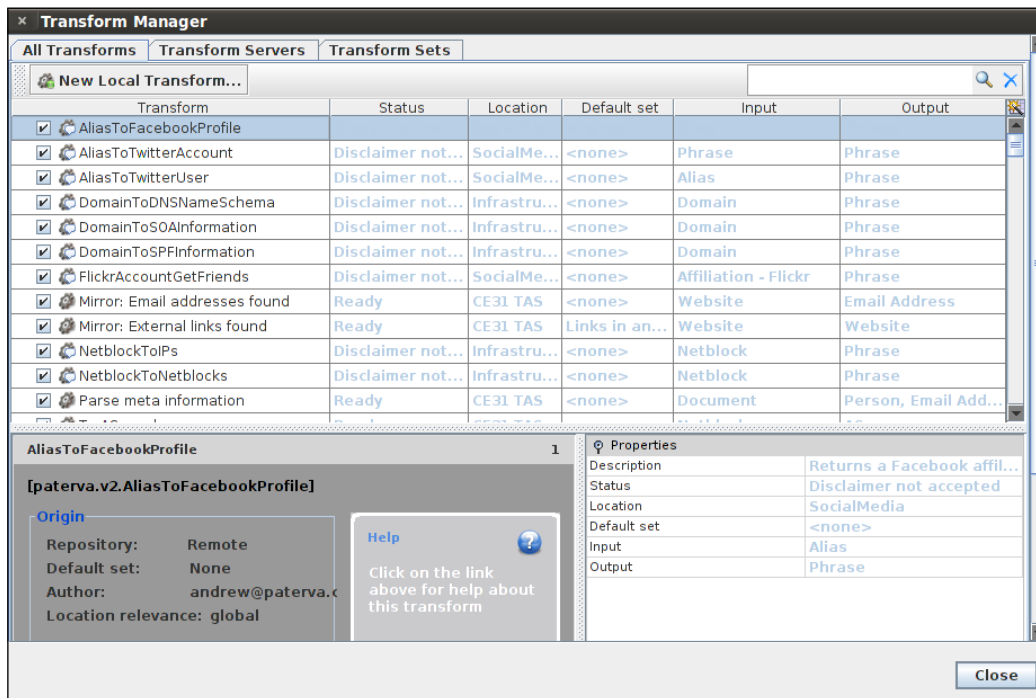 × Transform Manager
All Transforms Transform Servers Transform Sets
New Local Transform...
Transform Status Location Default set Input Output
AliasToFacebookProfile
AliasToTwitterAccount Disclaimer not... SocialMe... <none> Phrase Phrase
AliasToTwitterUser Disclaimer not... SocialMe... <none> Alias Phrase
DomainToDNSNameSchema Disclaimer not... Infrastru... <none> Domain Phrase
DomainToSOAInformation Disclaimer not... Infrastru... <none> Domain Phrase
DomainToSPFInformation Disclaimer not... Infrastru... <none> Domain Phrase
FlickrAccountGetFriends Disclaimer not... SocialMe... <none> Affiliation - Flickr Phrase
Mirror: Email addresses found Ready CE31 TAS <none> Website Email Address
Mirror: External links found Ready CE31 TAS Links in an... Website Website
NetblockToIPs Disclaimer not... Infrastru... <none> Netblock Phrase
NetblockToNetblocks Disclaimer not... Infrastru... <none> Netblock Phrase
Parse meta information Ready CE31 TAS <none> Document Person, Email Add...
AliasToFacebookProfile 1
[paterva.v2.AliasToFacebookProfile]
Origin
Repository: Remote
Default set: None
Author: andrew@paterva.c
Location relevance: global
Help
Click on the link
above for help about
this transform
Properties
Description Returns a Facebook affil...
Status Disclaimer not accepted
Location SocialMedia
Default set <none>
Input Alias
Output Phrase
Close